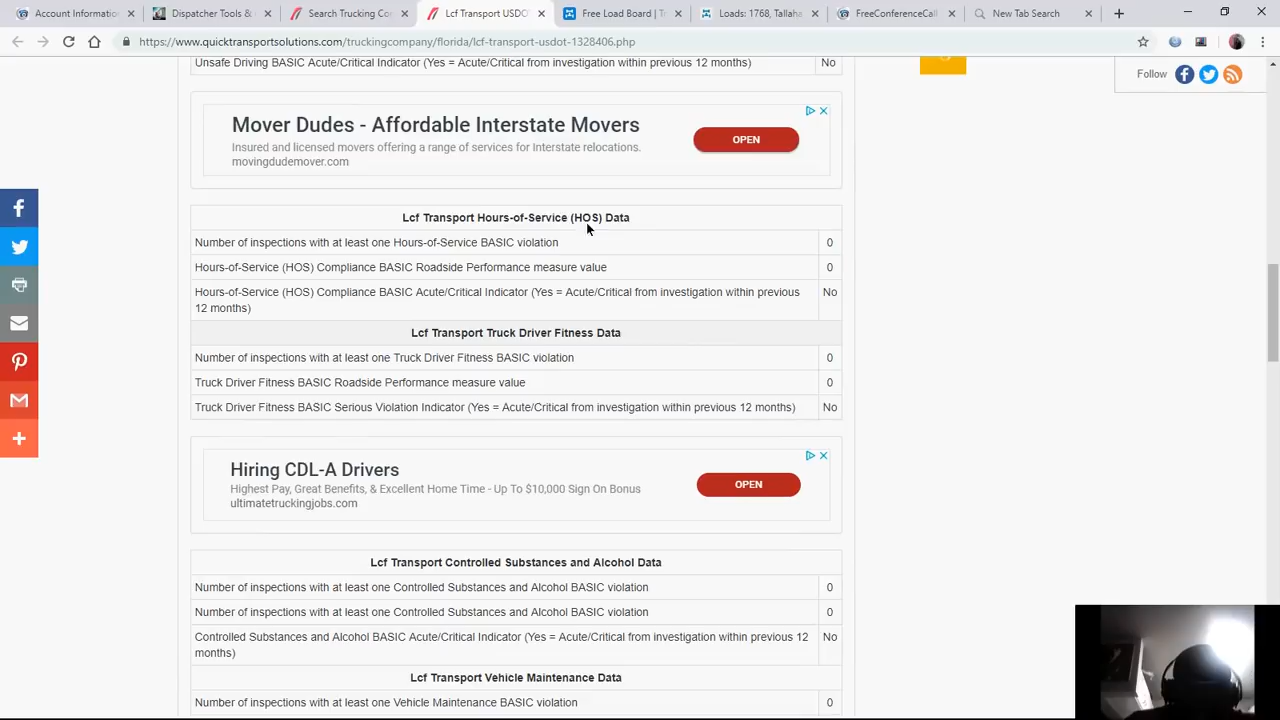 Account Information
Dispatcher Tools &
Search Trucking Co
Lcf Transport USDO
Free Load Board | Tr
Loads: 1768, Tallaha
FreeConferenceCall
New Tab Search
https://www.quicktransportsolutions.com/truckingcompany/florida/lcf-transport-usdot-1328406.php
Unsafe Driving BASIC Acute/Critical Indicator (Yes = Acute/Critical from investigation within previous 12 months) No
Follow
Mover Dudes - Affordable Interstate Movers
Insured and licensed movers offering a range of services for Interstate relocations.
movingdudemover.com
OPEN
Lcf Transport Hours-of-Service (HOS) Data
Number of inspections with at least one Hours-of-Service BASIC violation 0
Hours-of-Service (HOS) Compliance BASIC Roadside Performance measure value 0
Hours-of-Service (HOS) Compliance BASIC Acute/Critical Indicator (Yes = Acute/Critical from investigation within previous No
12 months)
Lcf Transport Truck Driver Fitness Data
Number of inspections with at least one Truck Driver Fitness BASIC violation 0
Truck Driver Fitness BASIC Roadside Performance measure value 0
Truck Driver Fitness BASIC Serious Violation Indicator (Yes = Acute/Critical from investigation within previous 12 months) No
Hiring CDL-A Drivers
Highest Pay, Great Benefits, & Excellent Home Time - Up To $10,000 Sign On Bonus
ultimatetruckingjobs.com
OPEN
Lcf Transport Controlled Substances and Alcohol Data
Number of inspections with at least one Controlled Substances and Alcohol BASIC violation 0
Number of inspections with at least one Controlled Substances and Alcohol BASIC violation 0
Controlled Substances and Alcohol BASIC Acute/Critical Indicator (Yes = Acute/Critical from investigation within previous 12 No
months)
Lcf Transport Vehicle Maintenance Data
Number of inspections with at least one Vehicle Maintenance BASIC violation 0